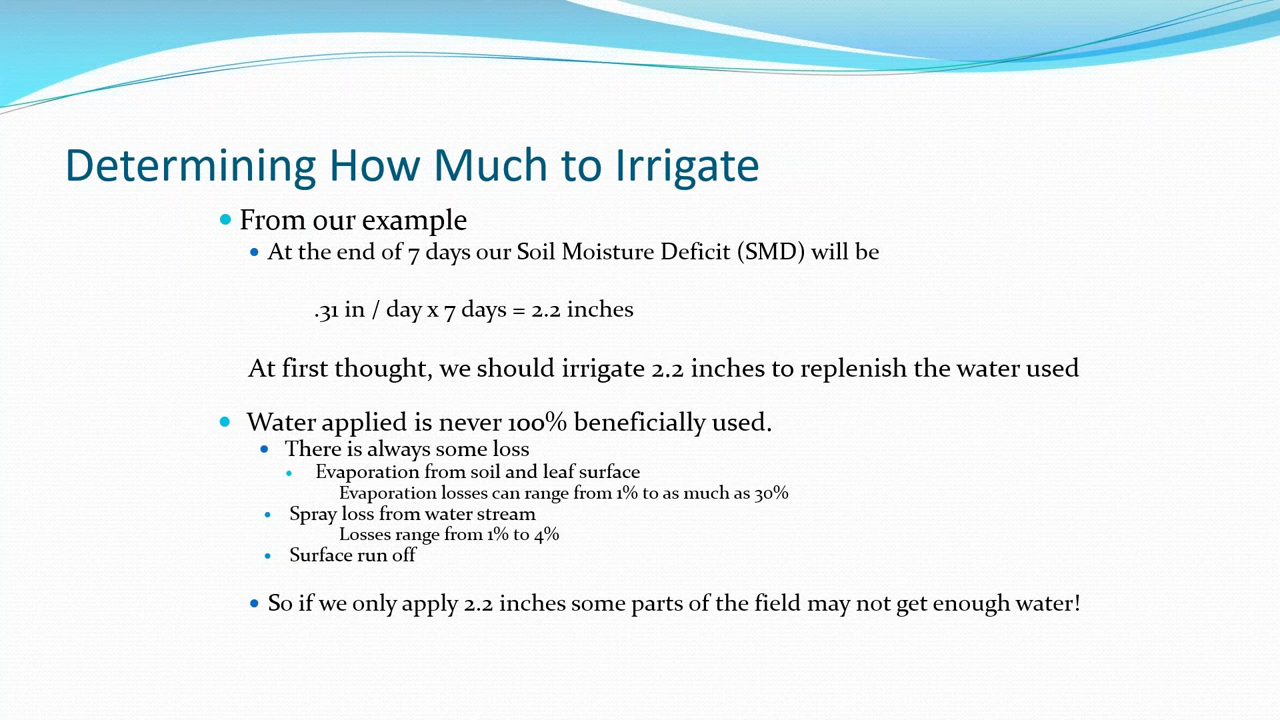 Determining How Much to Irrigate
• From our example
• At the end of 7 days our Soil Moisture Deficit (SMD) will be
.31 in / day x 7 days = 2.2 inches
At first thought, we should irrigate 2.2 inches to replenish the water used
• Water applied is never 100% beneficially used.
• There is always some loss
• Evaporation from soil and leaf surface
Evaporation losses can range from 1% to as much as 30%
• Spray loss from water stream
Losses range from 1% to 4%
• Surface run off
• So if we only apply 2.2 inches some parts of the field may not get enough water!